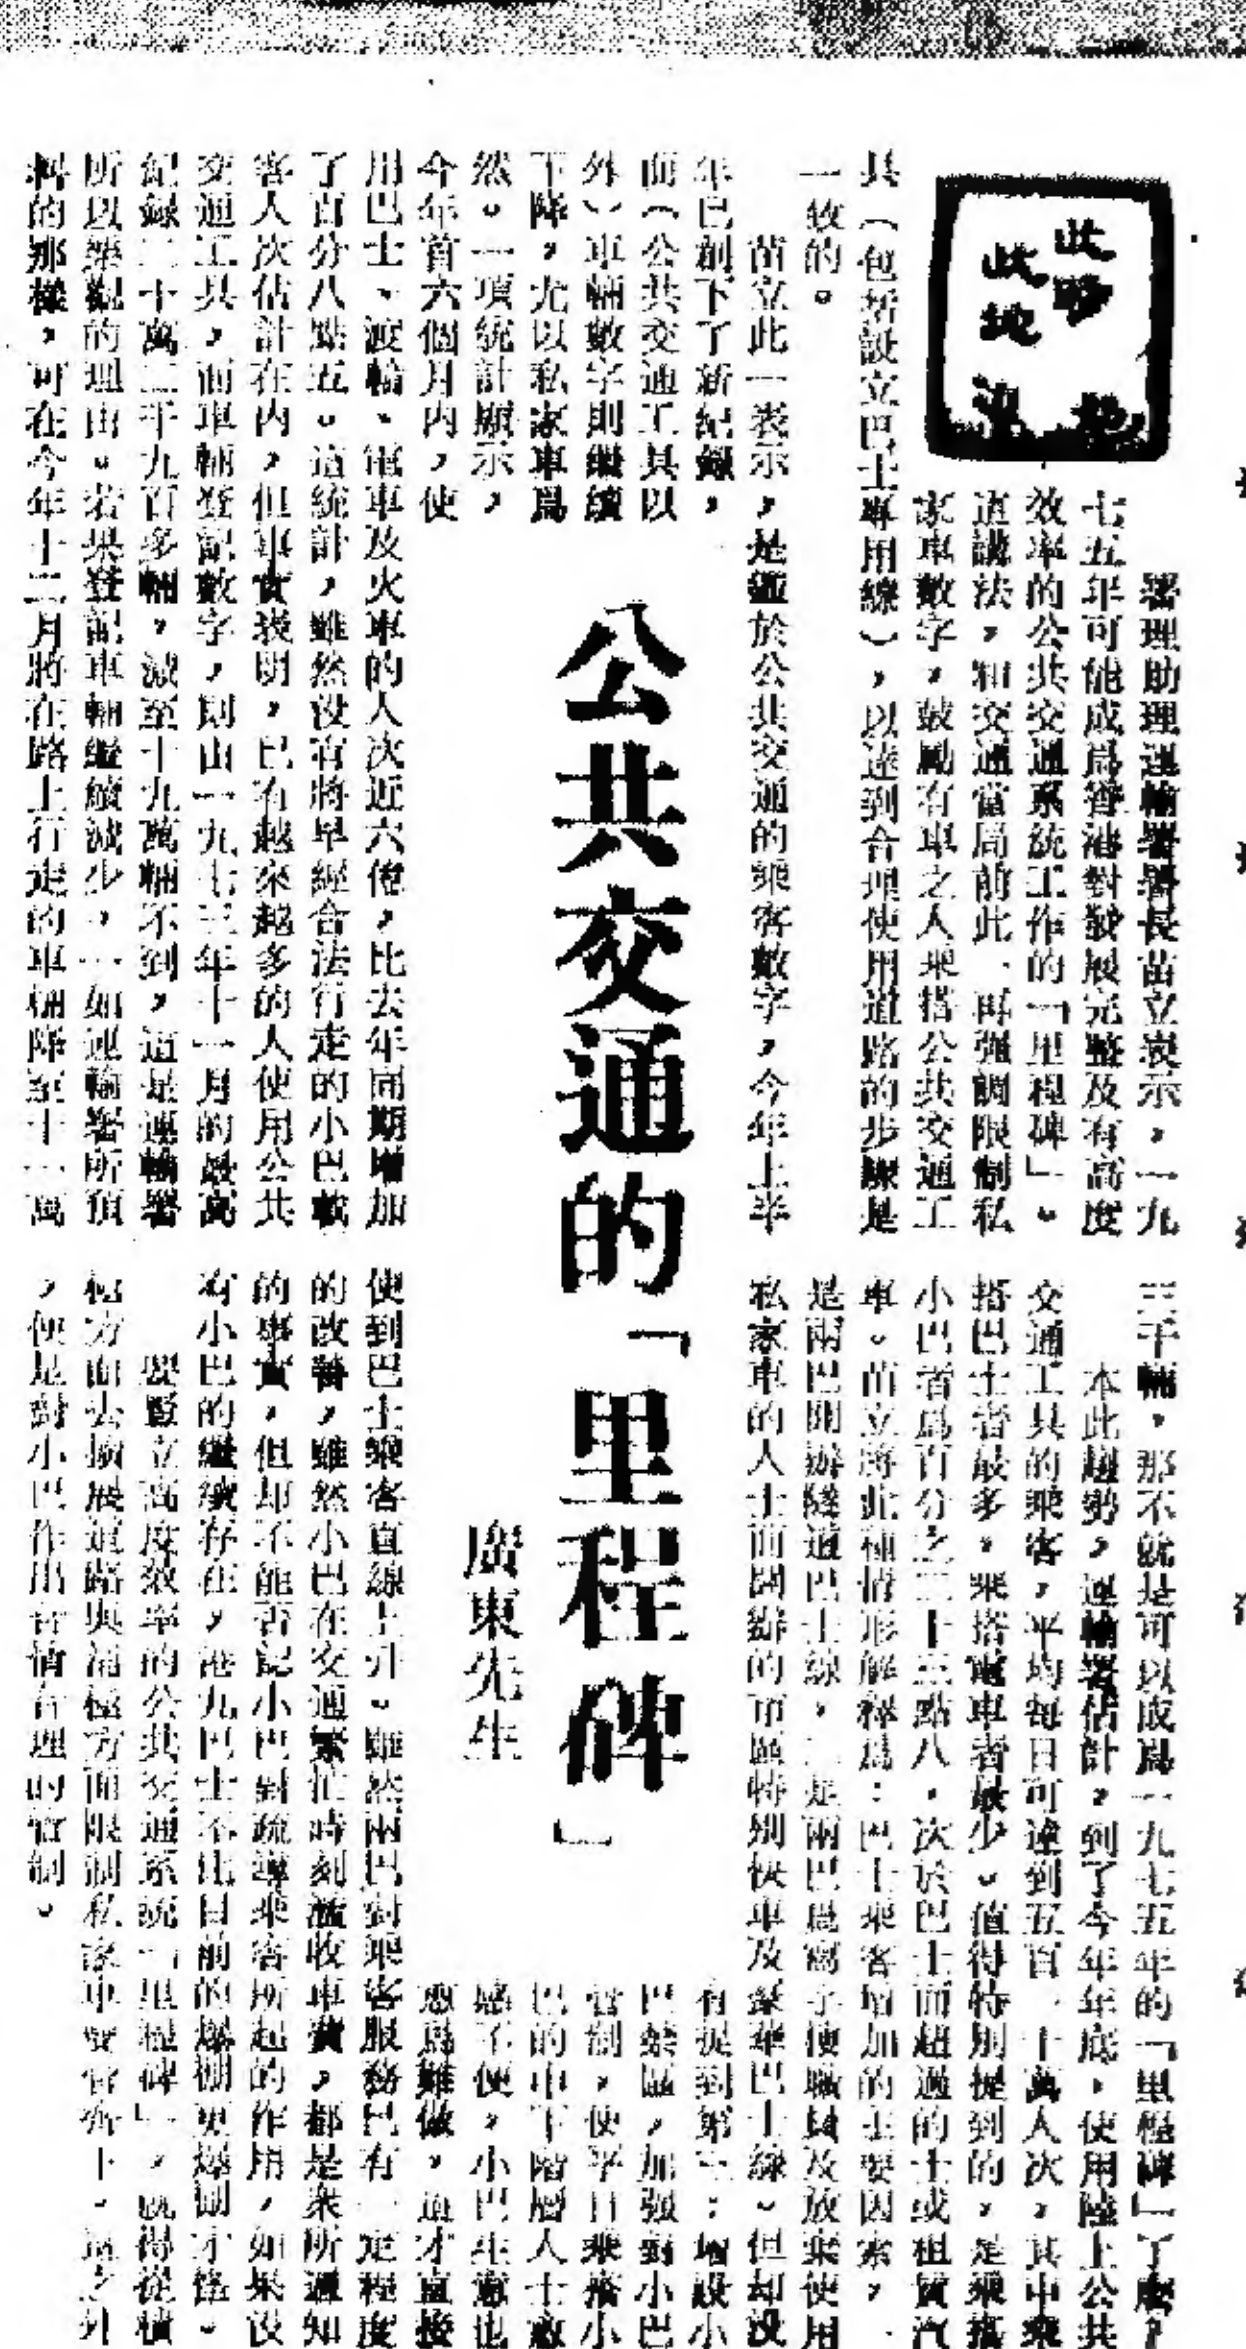 此時
此地
公共交通的「里程碑」
廣東先生
署理助理運輸署署長苗立表示，一九
七五年可能成爲香港對發展完整及有高度
效率的公共交通系統工作的「里程碑」。
這講法，和交通當局前此一再強調限制私
家車數字，鼓勵有車之人乘搭公共交通工
具（包括設立巴士專用線），以達到合理使用道路的步驟是
一致的。
苗立此一表示，是鑑於公共交通的乘客數字，今年上半
年已創下了新紀錄，
而（公共交通工具以
外）車輛數字則繼續
下降，尤以私家車爲
然。一項統計顯示，
今年首六個月內，使
用巴士、渡輪、電車及火車的人次近六億，比去年同期增加
了百分八點五。這統計，雖然沒有將早經合法行走的小巴載
客人次估計在內，但事實表明，已有越來越多的人使用公共
交通工具，而車輛登記數字，則由一九七三年十一月的最高
紀錄二十萬二千九百多輛，減至十九萬輛不到，這是運輸署
所以樂觀的理由。若果登記車輛繼續減少，一如運輸署所預
料的那樣，可在今年十二月將在路上行走的車輛降至十一萬
三千輛，那不就是可以成爲一九七五年的「里程碑」了麽？
本此趨勢，運輸署估計，到了今年年底，使用陸上公共
交通工具的乘客，平均每日可達到五百一十萬人次，其中乘
搭巴士者最多，乘搭電車者最少。値得特別提到的，是乘搭
小巴者爲百分之二十三點八，次於巴士而超過的士或租賃汽
車。苗立將此種情形解釋爲：巴士乘客增加的主要因素，一
是兩巴開辦隧道巴士線，二是兩巴爲寫字樓職員及放棄使用
私家車的人士而開辦的市區特別快車及豪華巴士線。但却沒
有提到第三：增設小
巴禁區，加強對小巴
管制，使平日乘搭小
巴的中下階層人士感
感不便，小巴生意也
愈爲難做，這才直接
使到巴士乘客直線上升。雖然兩巴對乘客服務已有一定程度
的改善，雖然小巴在交通繁忙時刻濫收車費，都是衆所週知
的事實，但却不能否認小巴對疏導乘客所起的作用，如果沒
有小巴的繼續存在，港九巴士不比目前的爆棚更爆棚才怪。
要豎立高度效率的公共交通系統「里程碑」，就得從積
極方面去擴展道路與消極方面限制私家車雙管齊下，這之外
，便是對小巴作出合情合理的管制。